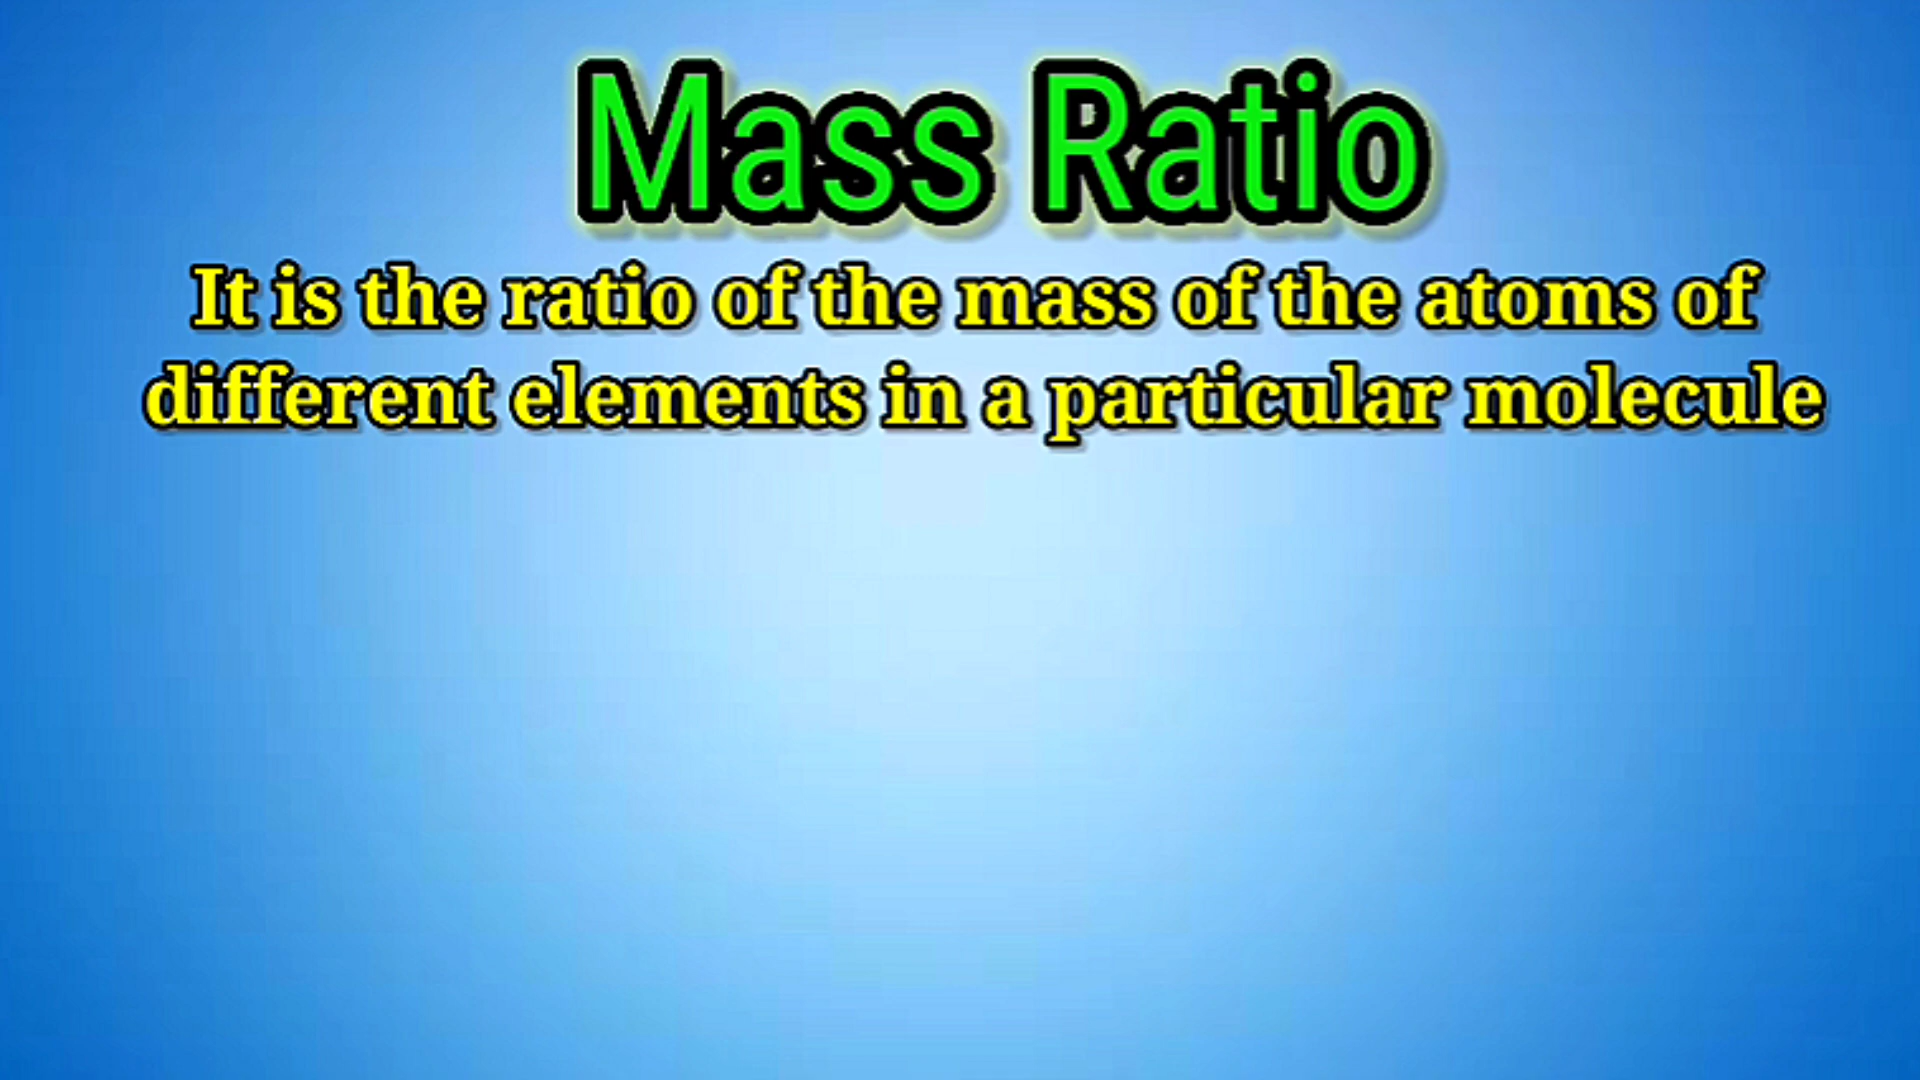 Mass Ratio
It is the ratio of the mass of the atoms of
different elements in a particular molecule